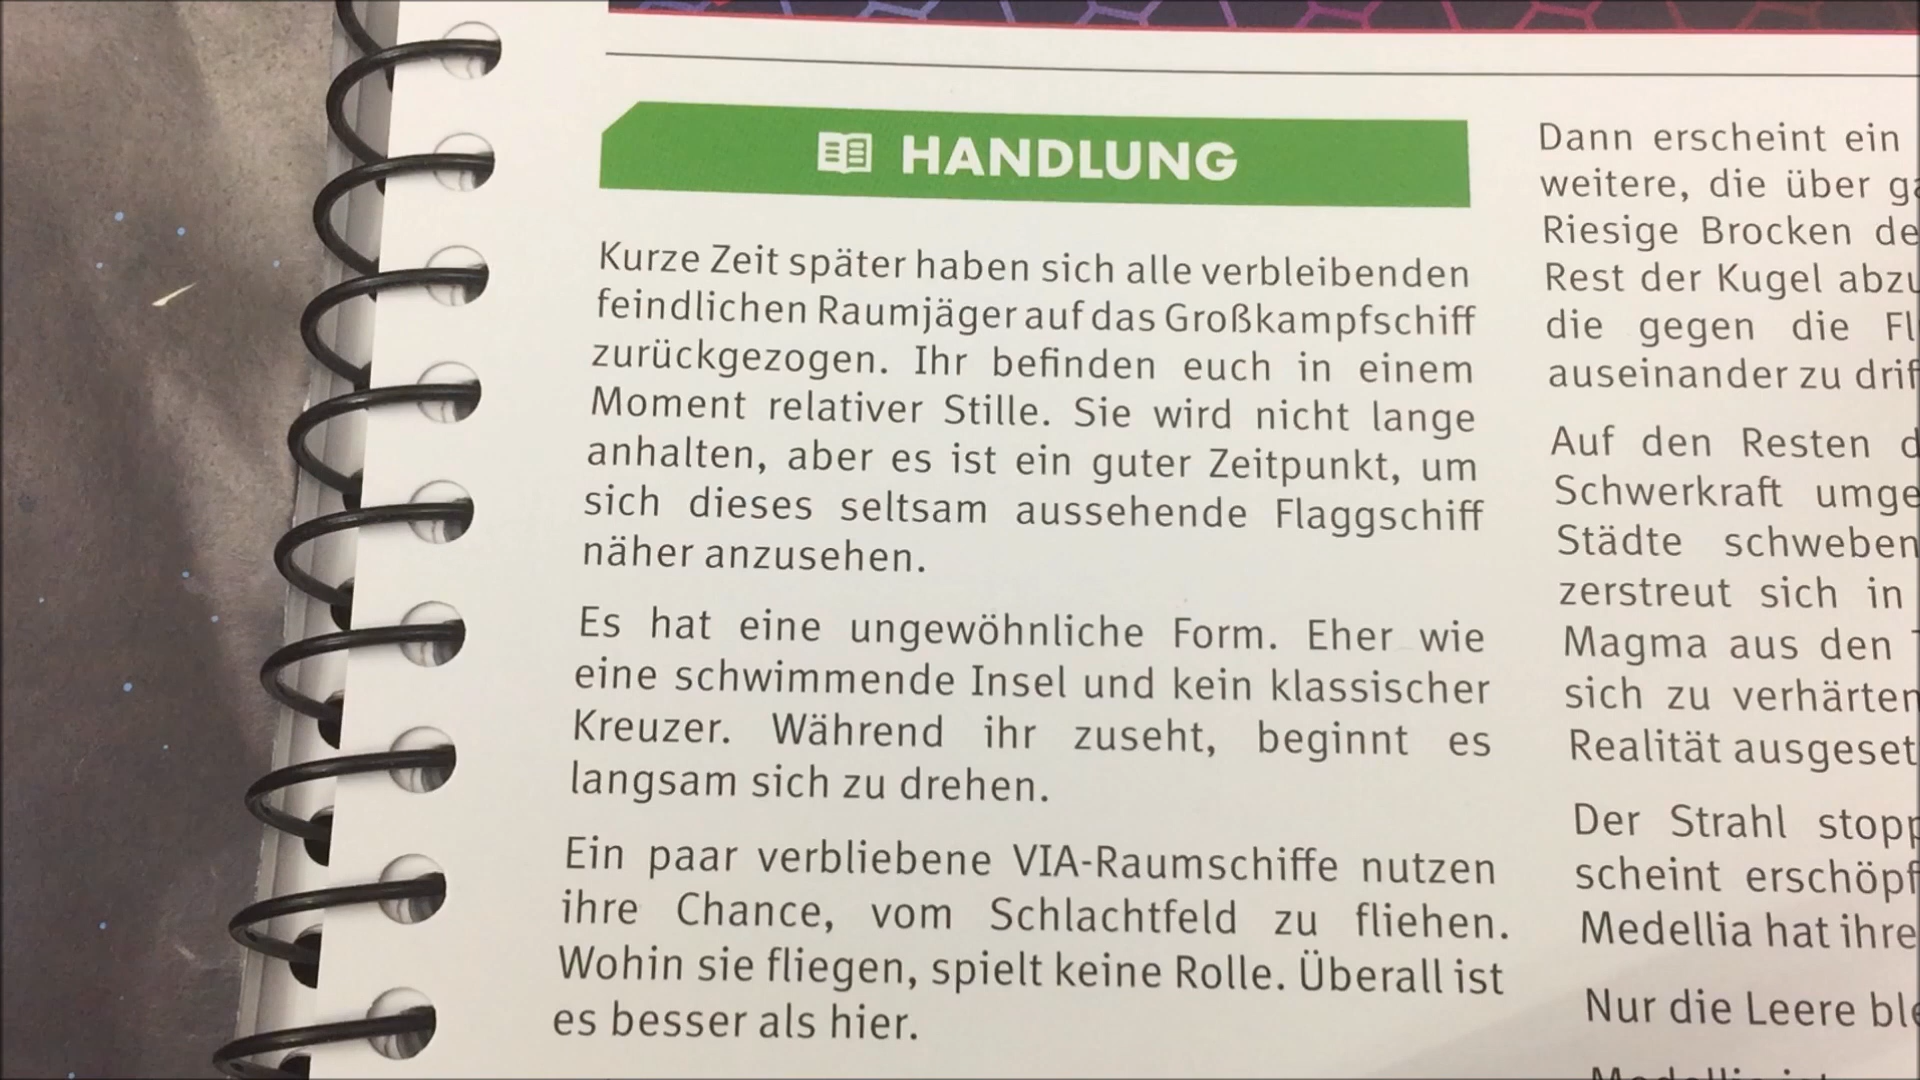 HANDLUNG
Kurze Zeit später haben sich alle verbleibenden
feindlichen Raumjäger auf das Großkampfschiff
zurückgezogen. Ihr befinden euch in einem
Moment relativer Stille. Sie wird nicht lange
anhalten, aber es ist ein guter Zeitpunkt, um
sich dieses seltsam aussehende Flaggschiff
näher anzusehen.
Es hat eine ungewöhnliche Form. Eher wie
eine schwimmende Insel und kein klassischer
Kreuzer. Während ihr zuseht, beginnt es
langsam sich zu drehen.
Ein paar verbliebene VIA-Raumschiffe nutzen
ihre Chance, vom Schlachtfeld zu fliehen.
Wohin sie fliegen, spielt keine Rolle. Überall ist
es besser als hier.
Dann erscheint ein
weitere, die über
Riesige Brocken
Rest der Kugel
die gegen die
auseinander zu
Auf den Resten
Schwerkraft
Städte schweben
zerstreut sich in
Magma aus den
sich zu
Realität
Der Strahl
scheint
Medellia hat ihre
Nur die Leere